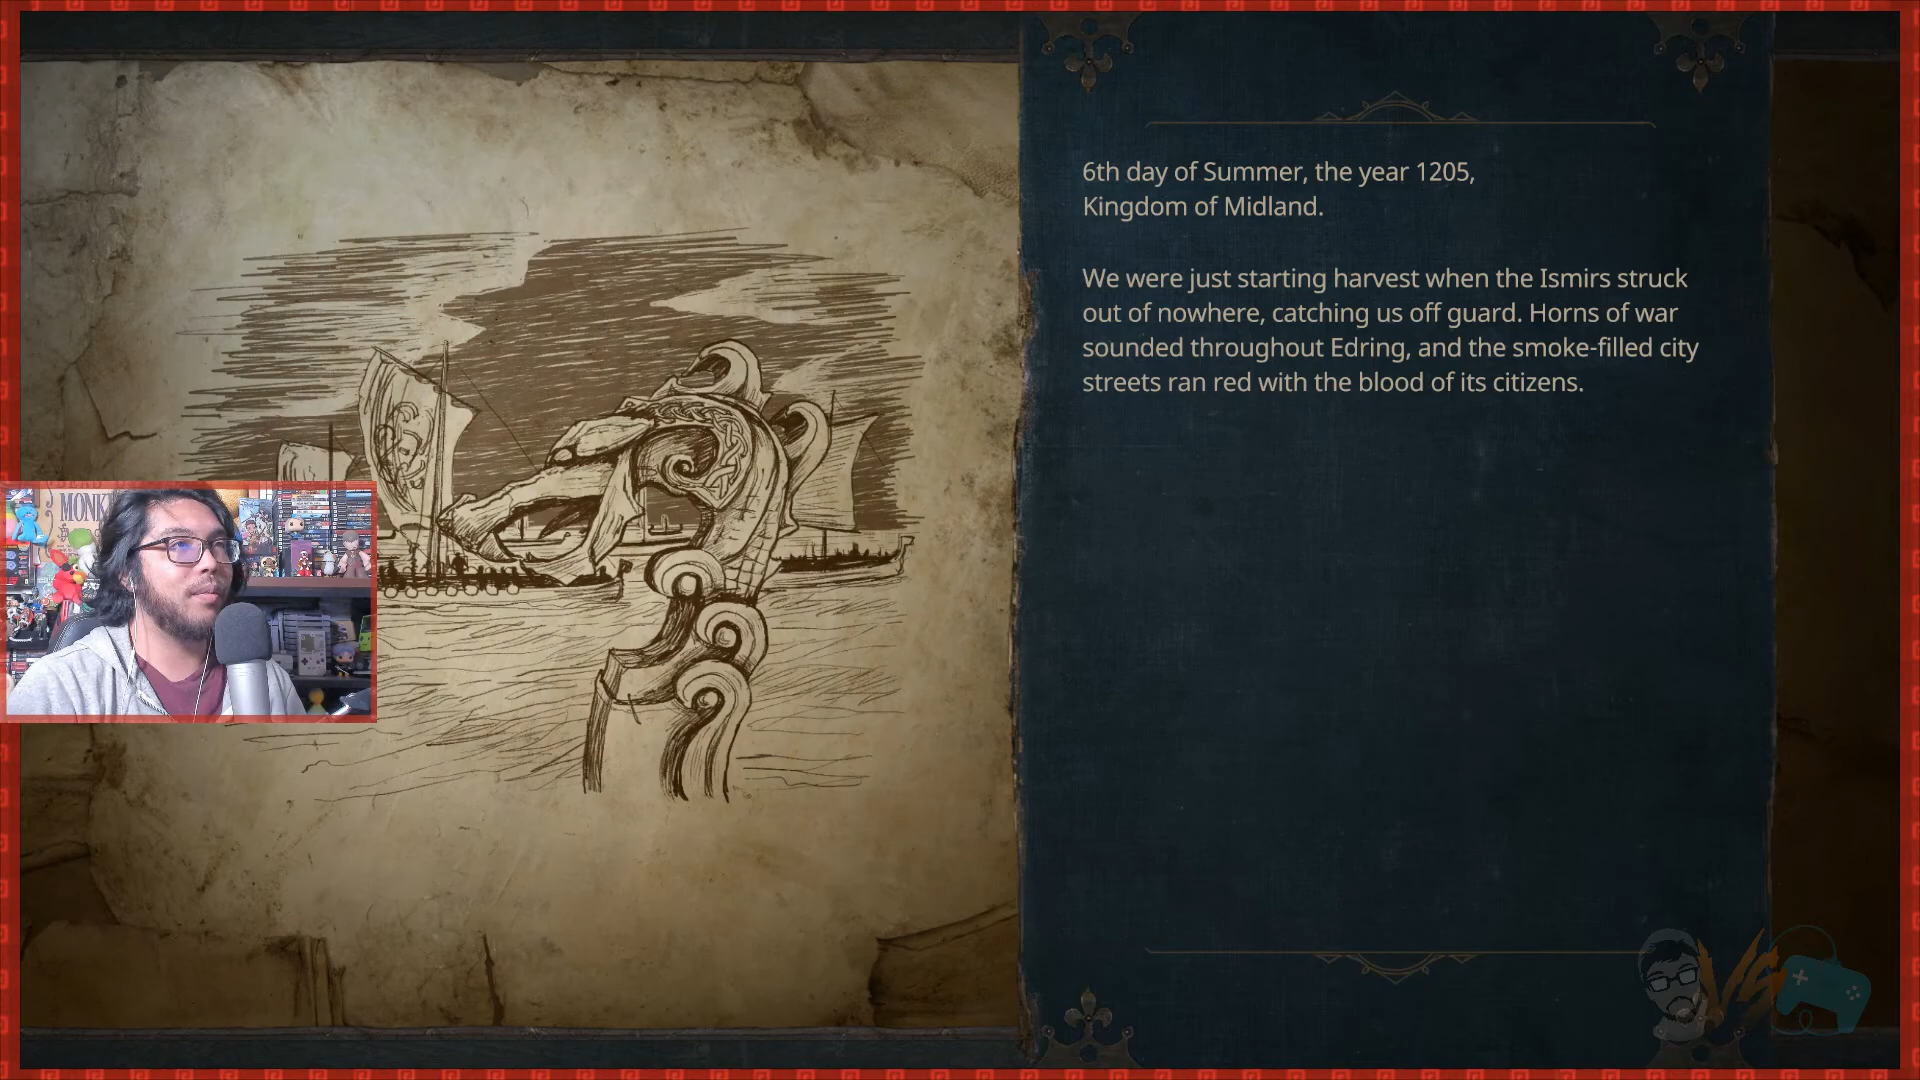 6th day of Summer, the year 1205,
Kingdom of Midland.
We were just starting harvest when the Ismirs struck
out of nowhere, catching us off guard. Horns of war
sounded throughout Edring, and the smoke-filled city
streets ran red with the blood of its citizens.
MONK
VS